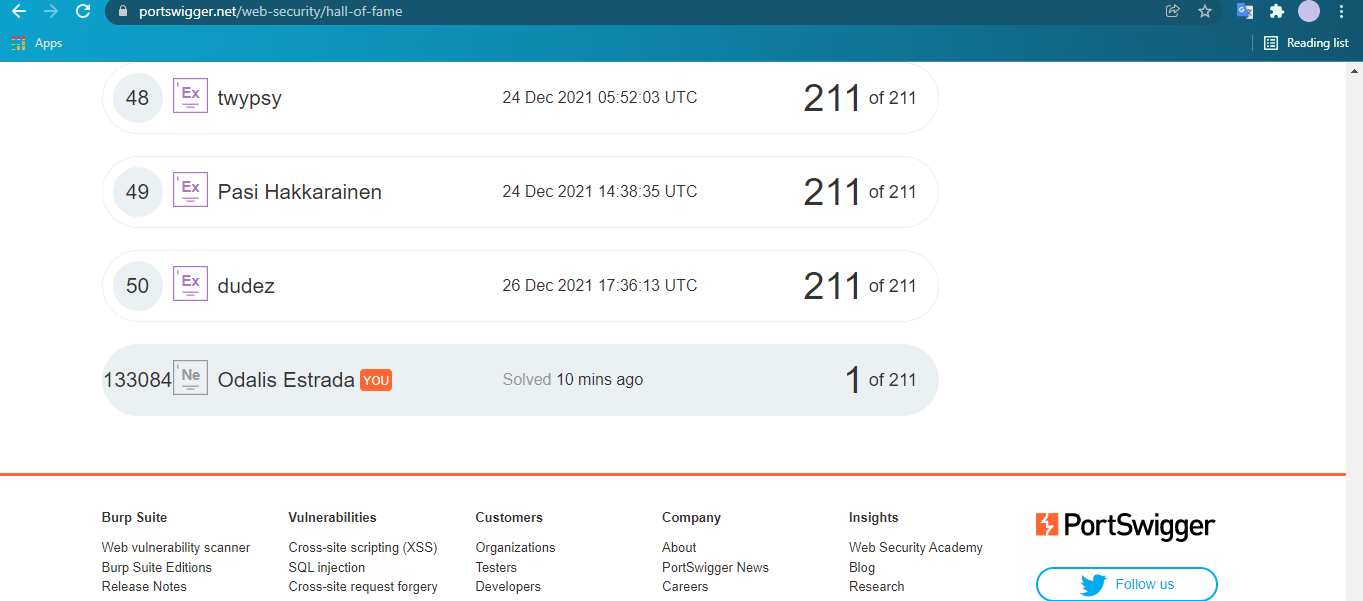 portswigger.net/web-security/hall-of-fame
Apps
Reading list
48 Ex twypsy 24 Dec 2021 05:52:03 UTC 211 of 211
49 Ex Pasi Hakkarainen 24 Dec 2021 14:38:35 UTC 211 of 211
50 Ex dudez 26 Dec 2021 17:36:13 UTC 211 of 211
133084 Ne Odalis Estrada YOU Solved 10 mins ago 1 of 211
Burp Suite Vulnerabilities Customers Company Insights
PortSwigger
Web vulnerability scanner Cross-site scripting (XSS) Organizations About Web Security Academy
Burp Suite Editions SQL injection Testers PortSwigger News Blog
Release Notes Cross-site request forgery Developers Careers Research
Follow us